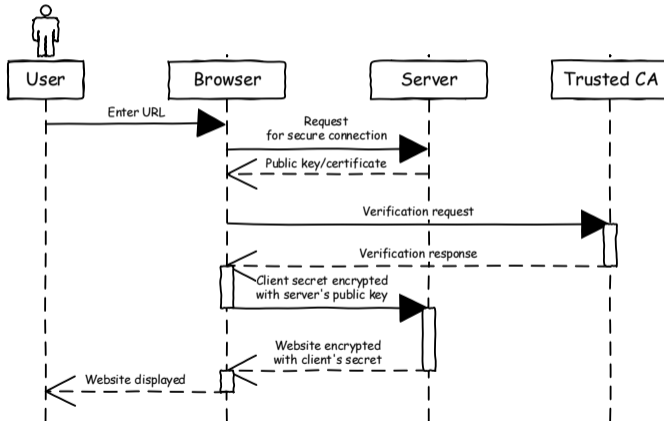 User
Browser
Server
Trusted CA
Enter URL
Request
for secure connection
Public key/certificate
Verification request
Verification response
Client secret encrypted
with server's public key
Website encrypted
with client's secret
Website displayed